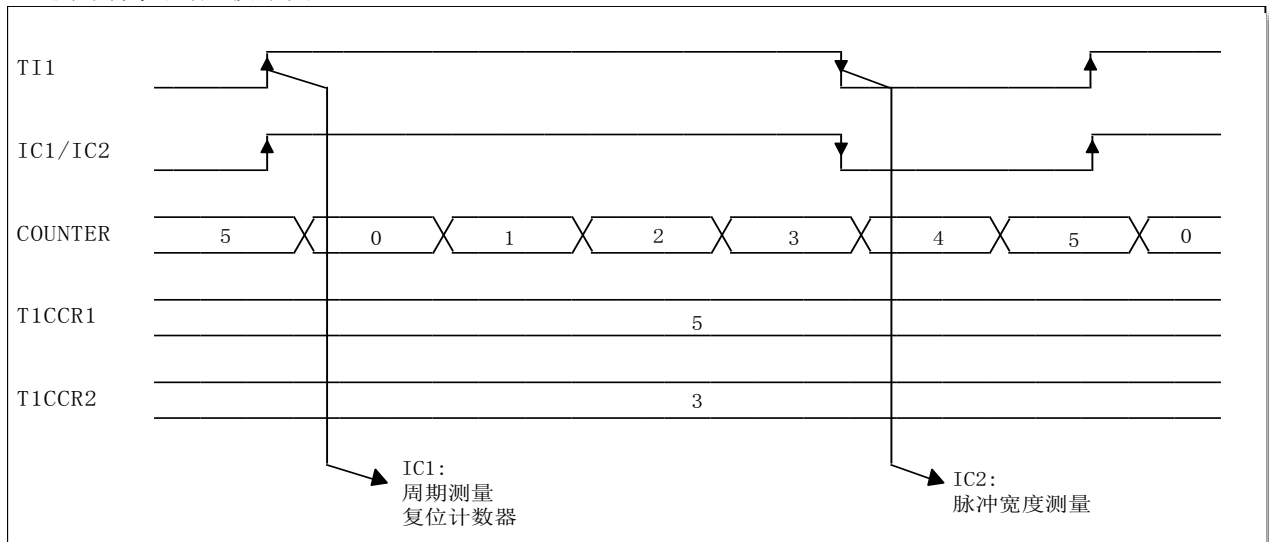 TI1
IC1/IC2
COUNTER 5 0 1 2 3 4 5 0
T1CCR1 5
T1CCR2 3
IC1:
周期测量
复位计数器
IC2:
脉冲宽度测量